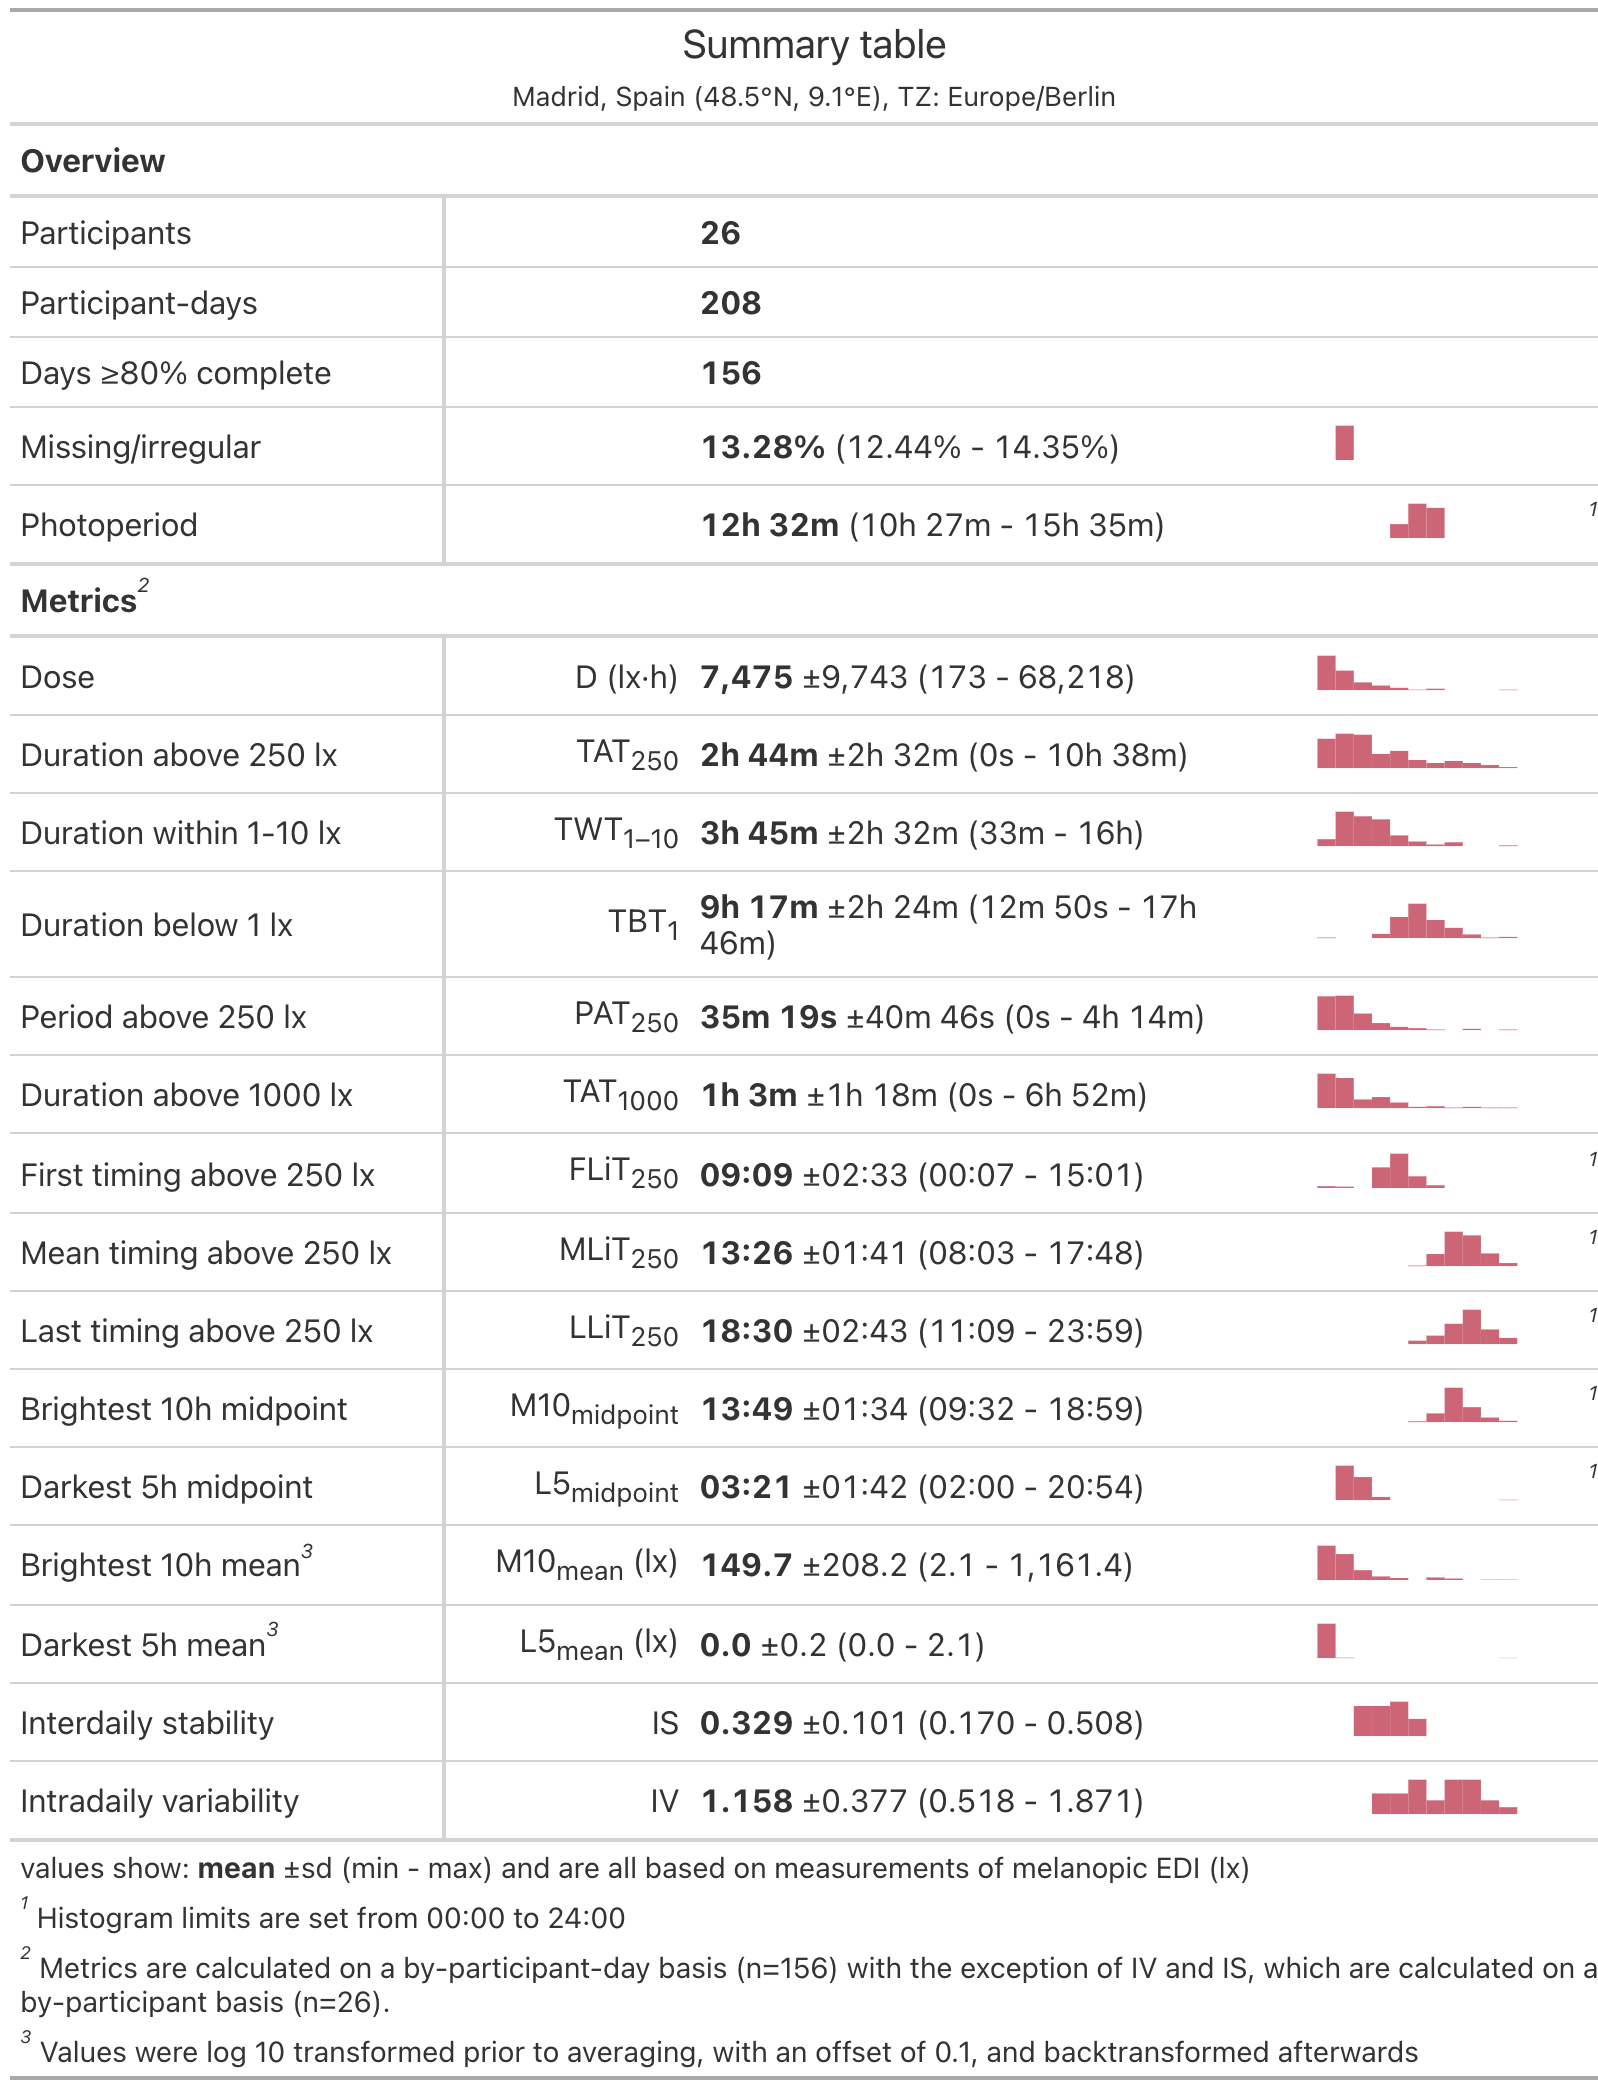 Summary table
Madrid, Spain (48.5°N, 9.1°E), TZ: Europe/Berlin
Overview
Participants 26
Participant-days 208
Days ≥80% complete 156
Missing/irregular 13.28% (12.44% - 14.35%)
Photoperiod 12h 32m (10h 27m - 15h 35m) 1
Metrics2
Dose D (lx·h) 7,475 ±9,743 (173 - 68,218)
Duration above 250 lx TAT250 2h 44m ±2h 32m (0s - 10h 38m)
Duration within 1-10 lx TWT1–10 3h 45m ±2h 32m (33m - 16h)
Duration below 1 lx TBT1 9h 17m ±2h 24m (12m 50s - 17h
46m)
Period above 250 lx PAT250 35m 19s ±40m 46s (0s - 4h 14m)
Duration above 1000 lx TAT1000 1h 3m ±1h 18m (0s - 6h 52m)
First timing above 250 lx FLiT250 09:09 ±02:33 (00:07 - 15:01) 1
Mean timing above 250 lx MLiT250 13:26 ±01:41 (08:03 - 17:48) 1
Last timing above 250 lx LLiT250 18:30 ±02:43 (11:09 - 23:59) 1
Brightest 10h midpoint M10midpoint 13:49 ±01:34 (09:32 - 18:59) 1
Darkest 5h midpoint L5midpoint 03:21 ±01:42 (02:00 - 20:54) 1
Brightest 10h mean3 M10mean (lx) 149.7 ±208.2 (2.1 - 1,161.4)
Darkest 5h mean3 L5mean (lx) 0.0 ±0.2 (0.0 - 2.1)
Interdaily stability IS 0.329 ±0.101 (0.170 - 0.508)
Intradaily variability IV 1.158 ±0.377 (0.518 - 1.871)
values show: mean ±sd (min - max) and are all based on measurements of melanopic EDI (lx)
1 Histogram limits are set from 00:00 to 24:00
2 Metrics are calculated on a by-participant-day basis (n=156) with the exception of IV and IS, which are calculated on a
by-participant basis (n=26).
3 Values were log 10 transformed prior to averaging, with an offset of 0.1, and backtransformed afterwards